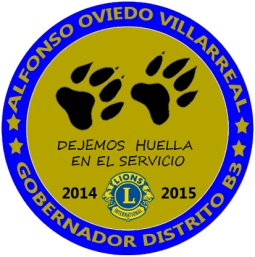 ALFONSO OVIEDO VILLARREAL
DEJEMOS HUELLA
EN EL SERVICIO
2014 2015
LIONS
L
INTERNATIONAL
GOBERNADOR DISTRITO B3